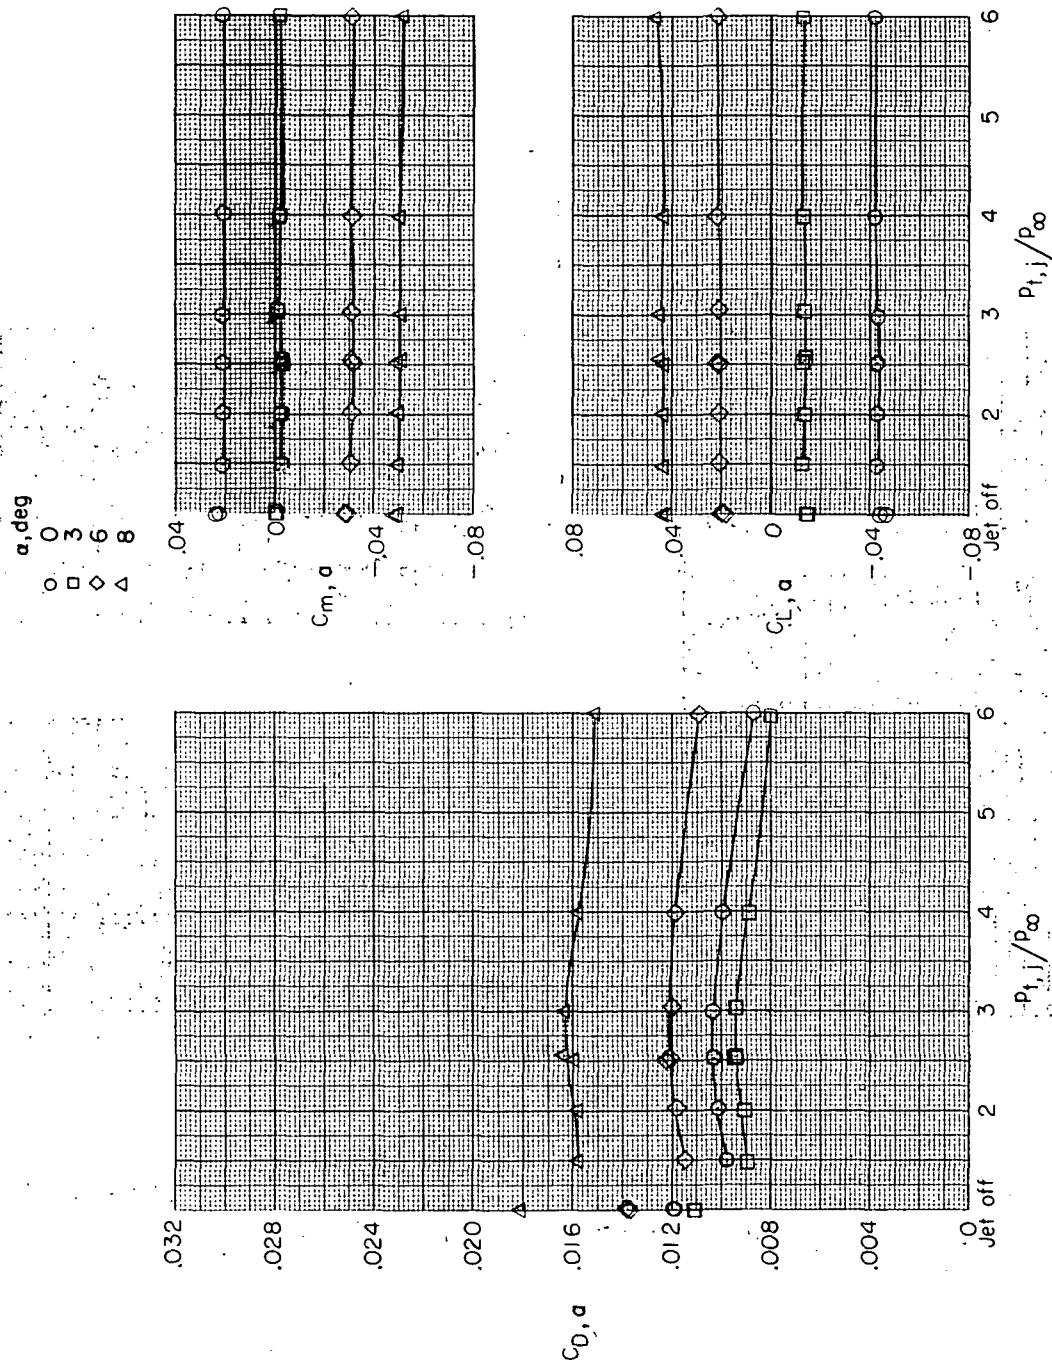 α, deg
○ 0
□ 3
◇ 6
△ 8
.04
0
-.04
-.08
C_m, a
.08
.04
0
-.04
-.08
C_L, a
Jet off 2 3 4 5 6
p_t, j/p_∞
.032
.028
.024
.020
.016
.012
.008
.004
0
C_D, a
Jet off 2 3 4 5 6
p_t, j/p_∞